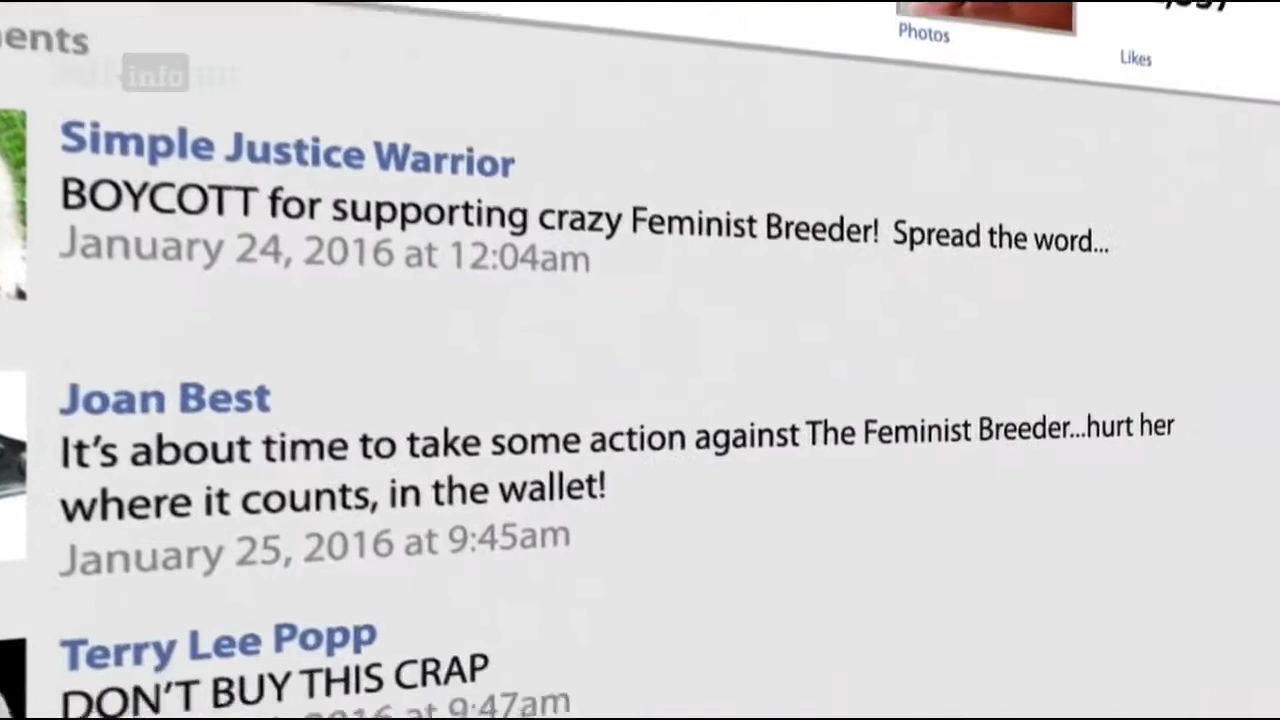 Photos
Likes
info
Simple Justice Warrior
BOYCOTT for supporting crazy Feminist Breeder! Spread the word...
January 24, 2016 at 12:04am
Joan Best
It's about time to take some action against The Feminist Breeder...hurt her
where it counts, in the wallet!
January 25, 2016 at 9:45am
Terry Lee Popp
DON'T BUY THIS CRAP
at 9:47am